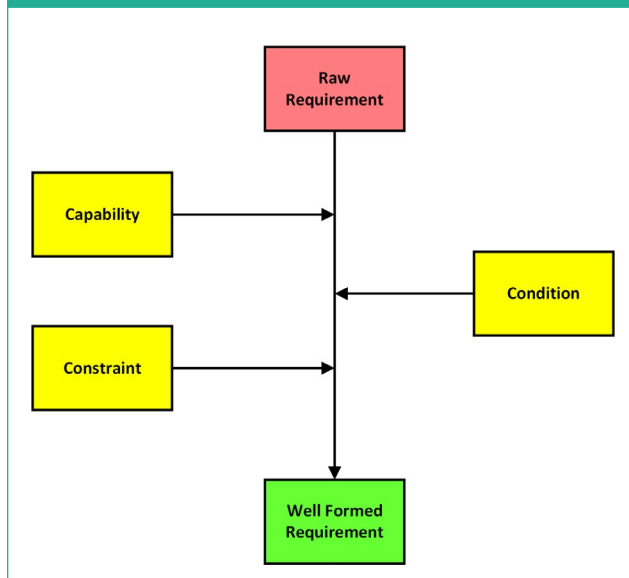 Raw
Requirement
Capability
Condition
Constraint
Well Formed
Requirement